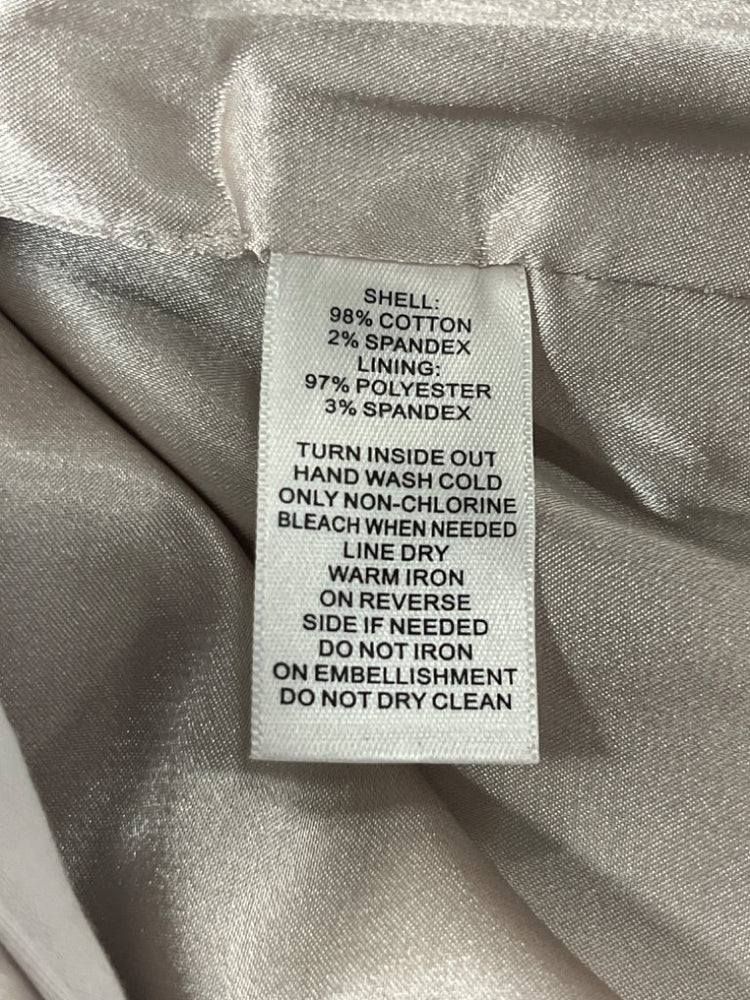 SHELL:
98% COTTON
2% SPANDEX
LINING:
97% POLYESTER
3% SPANDEX
TURN INSIDE OUT
HAND WASH COLD
ONLY NON-CHLORINE
BLEACH WHEN NEEDED
LINE DRY
WARM IRON
ON REVERSE
SIDE IF NEEDED
DO NOT IRON
ON EMBELLISHMENT
DO NOT DRY CLEAN